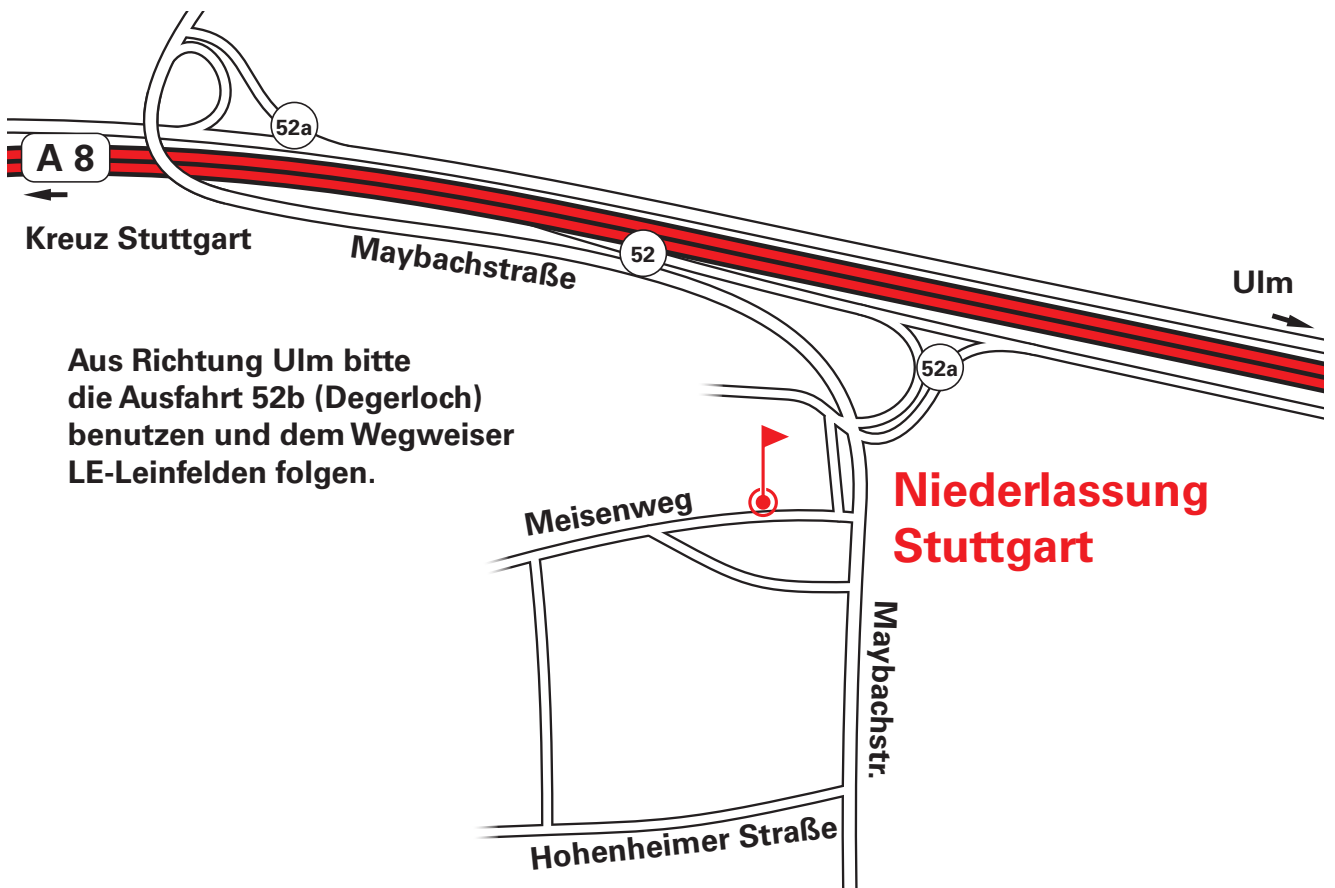 52a
A 8
Kreuz Stuttgart
Maybachstraße
52
Ulm
Aus Richtung Ulm bitte
die Ausfahrt 52b (Degerloch)
benutzen und dem Wegweiser
LE-Leinfelden folgen.
52a
Meisenweg
Niederlassung
Stuttgart
Maybachstr.
Hohenheimer Straße